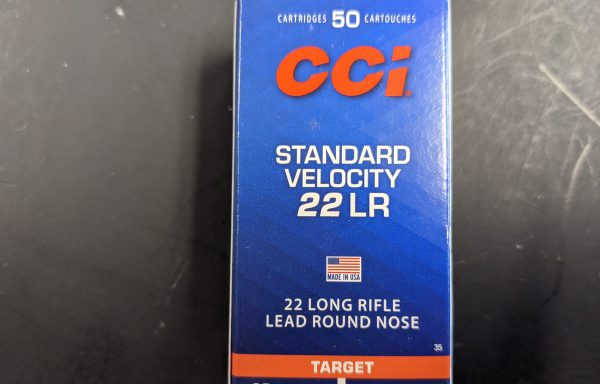 CARTRIDGES 50 CARTOUCHES
CCi
STANDARD
VELOCITY
22 LR
MADE IN USA
22 LONG RIFLE
LEAD ROUND NOSE
35
TARGET